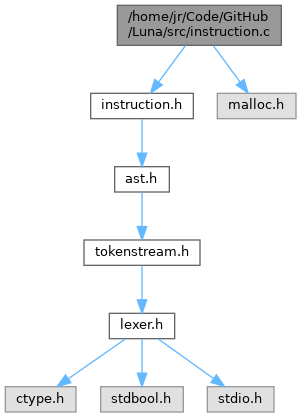 /home/jr/Code/GitHub
/Luna/src/instruction.c
instruction.h
malloc.h
ast.h
tokenstream.h
lexer.h
ctype.h
stdbool.h
stdio.h